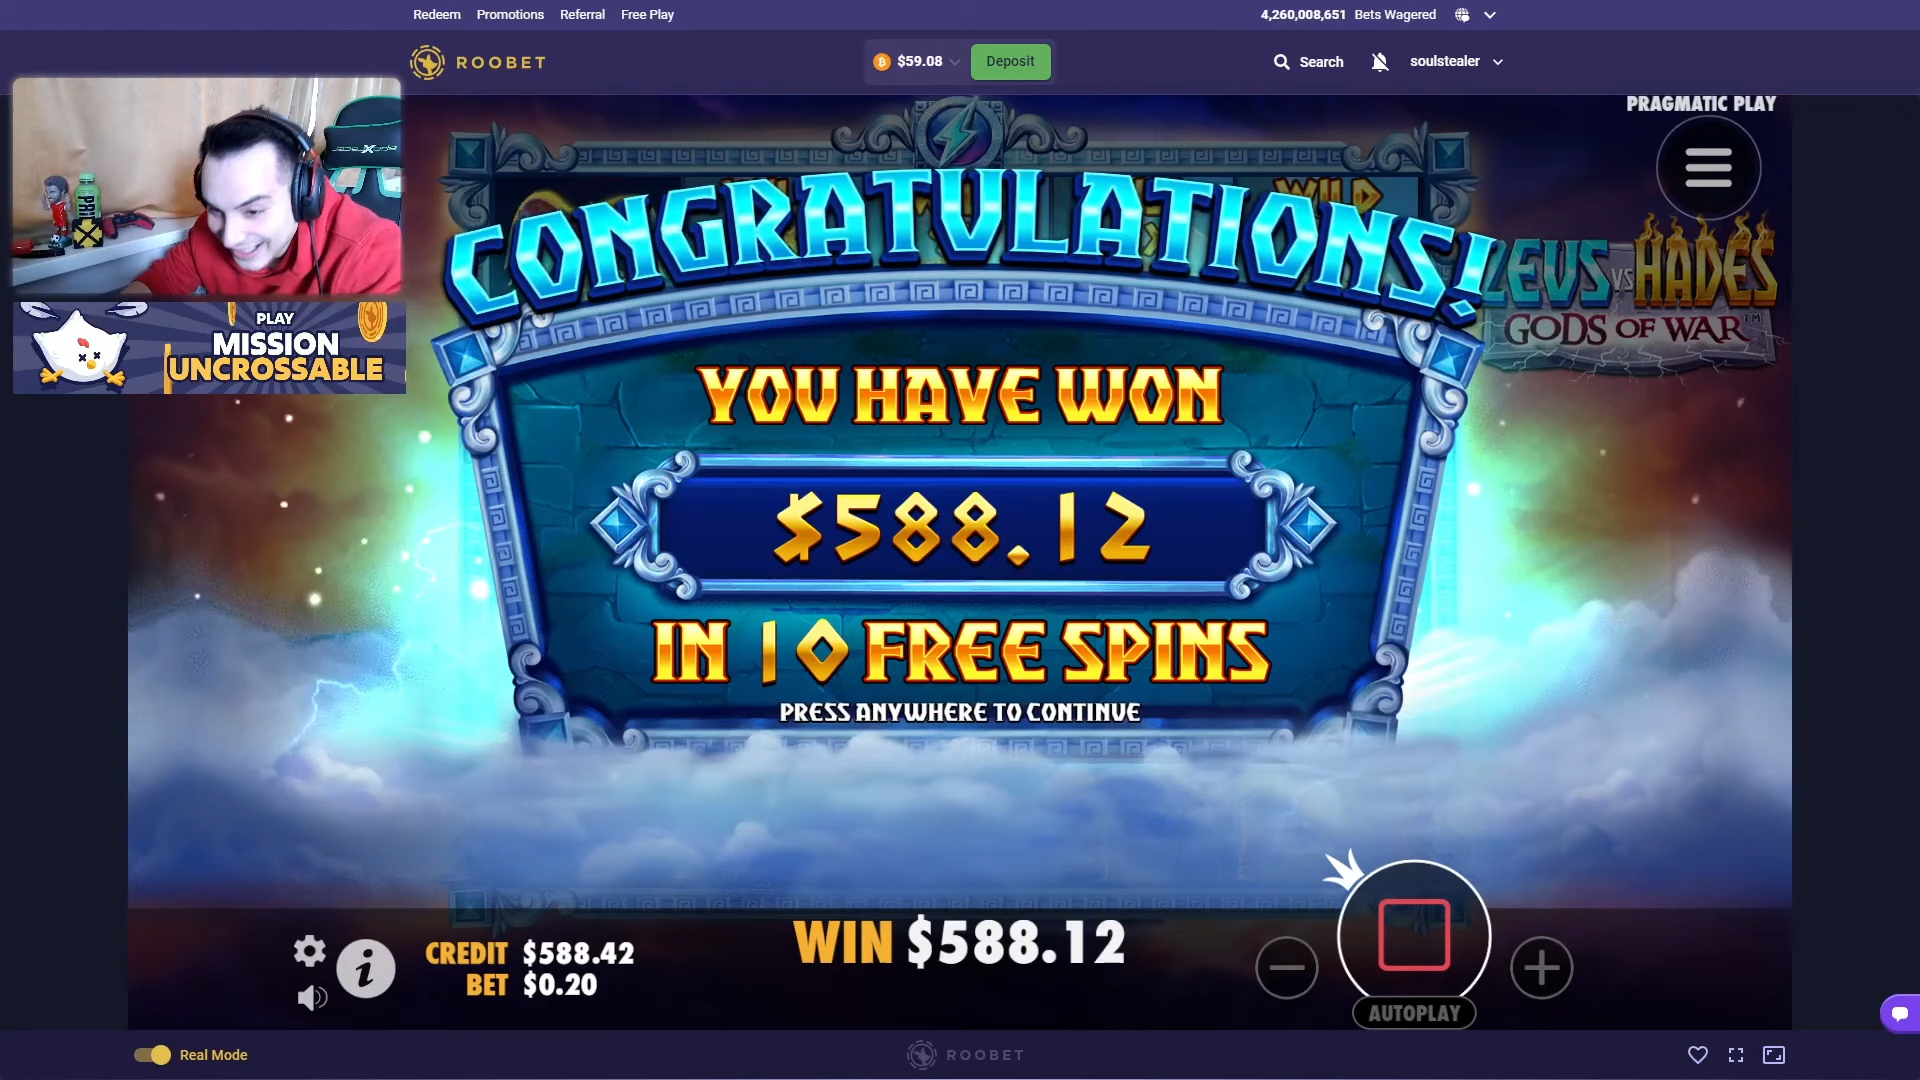 Redeem Promotions Referral Free Play
4,260,008,651 Bets Wagered
ROOBET
$59.08
Deposit
Search
soulstealer
PRAGMATIC PLAY
ZEUS VS HADES
GODS OF WAR™
WILD
CONGRATULATIONS!
PLAY
MISSION
UNCROSSABLE
YOU HAVE WON
$588.12
IN 10 FREE SPINS
PRESS ANYWHERE TO CONTINUE
CREDIT $588.42
BET $0.20
WIN $588.12
AUTOPLAY
Real Mode
ROOBET